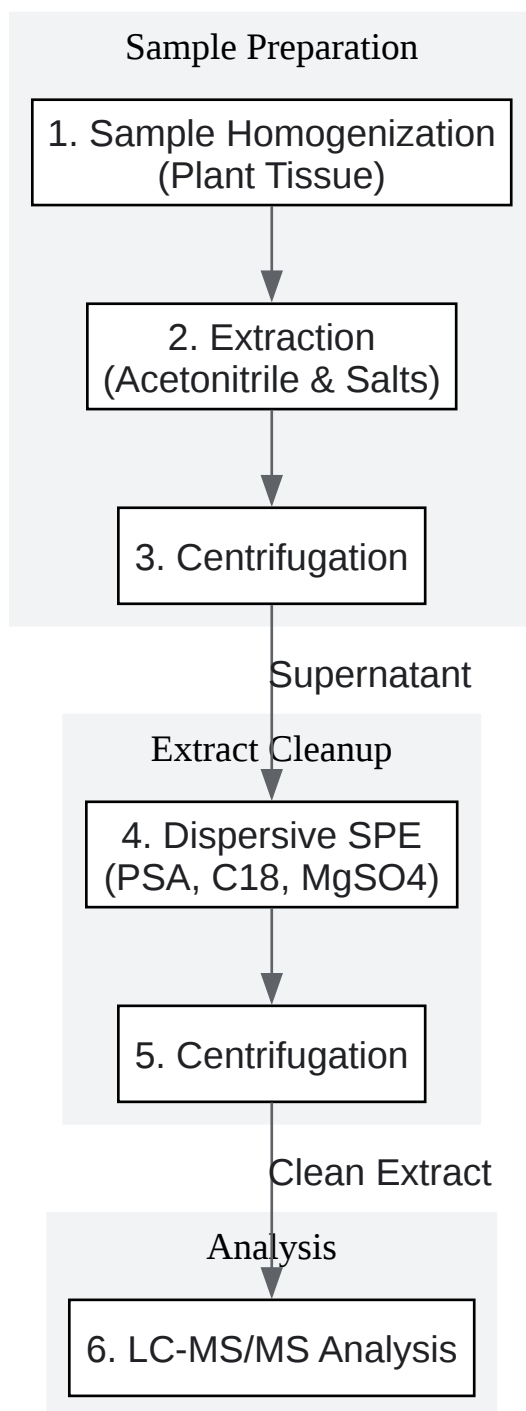 Sample Preparation
1. Sample Homogenization
(Plant Tissue)
2. Extraction
(Acetonitrile & Salts)
3. Centrifugation
Supernatant
Extract Cleanup
4. Dispersive SPE
(PSA, C18, MgSO4)
5. Centrifugation
Clean Extract
Analysis
6. LC-MS/MS Analysis